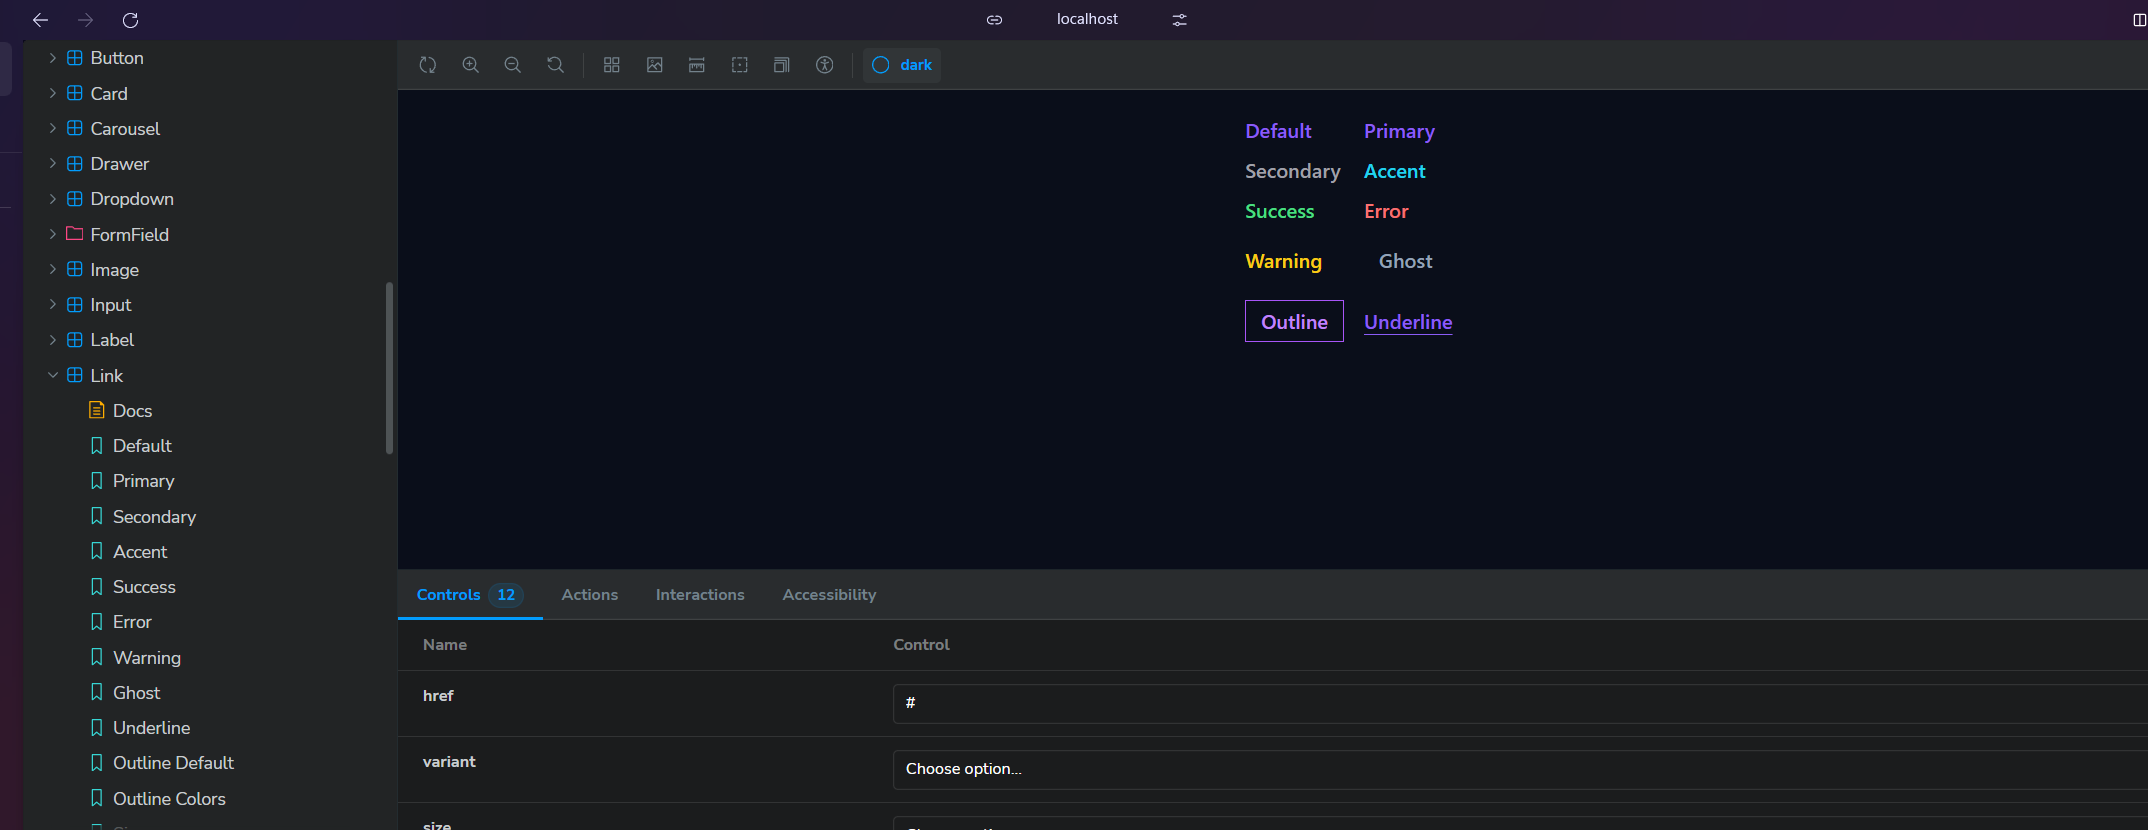 localhost
Button
Card
Carousel
Drawer
Dropdown
FormField
Image
Input
Label
Link
Docs
Default
Primary
Secondary
Accent
Success
Error
Warning
Ghost
Underline
Outline Default
Outline Colors
dark
Default Primary
Secondary Accent
Success Error
Warning Ghost
Outline Underline
Controls 12 Actions Interactions Accessibility
Name Control
href #
variant Choose option...
size